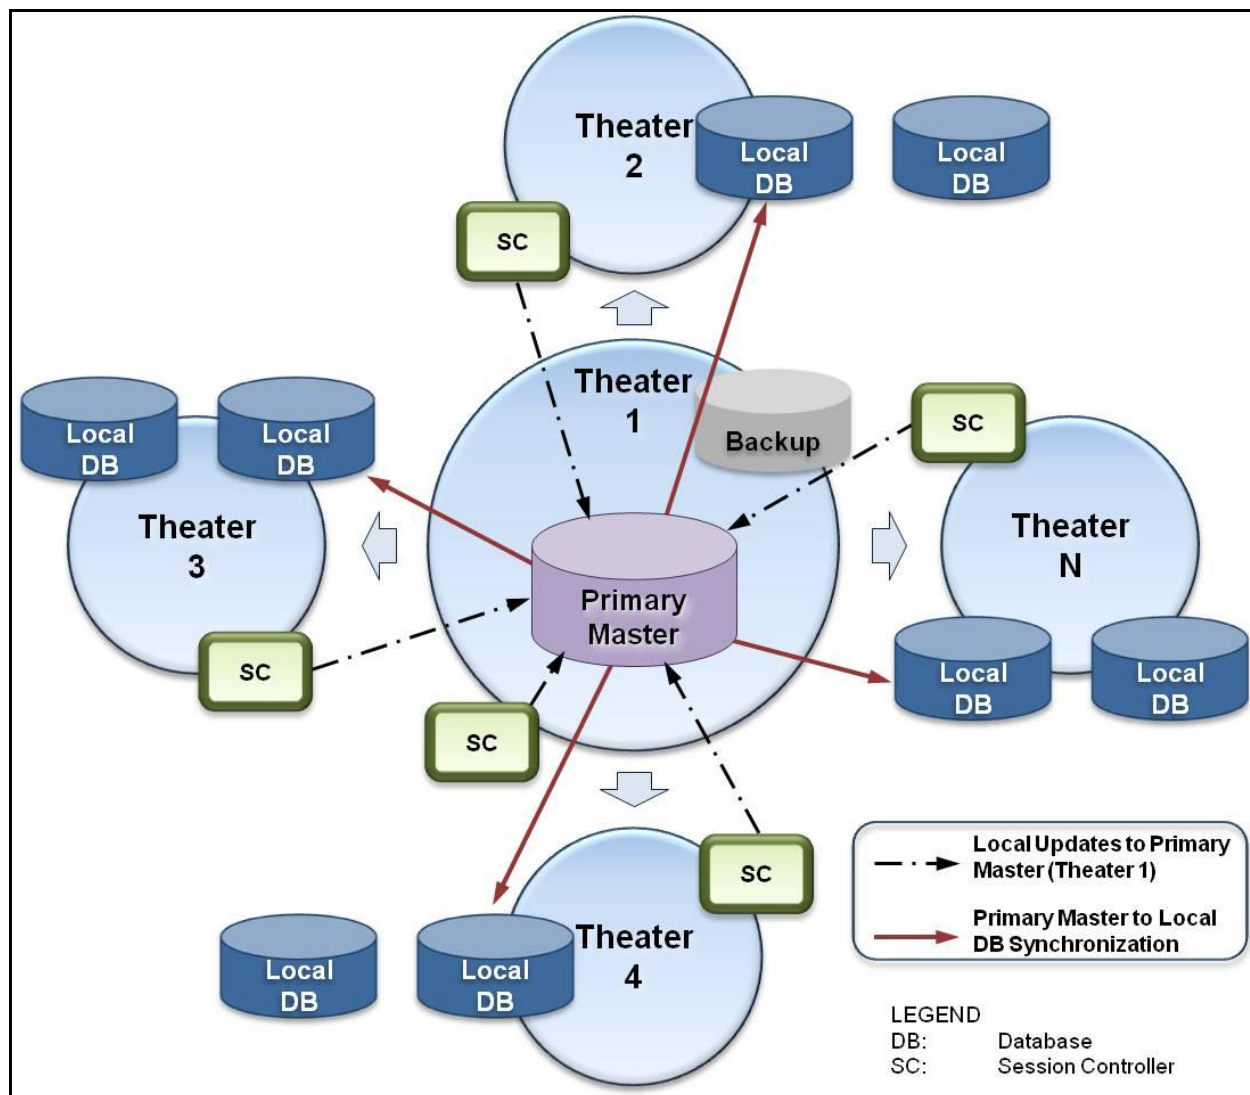 Theater
2
Local
DB
Local
DB
SC
Theater
1
Backup
SC
Local
DB
Local
DB
Theater
3
Theater
N
Primary
Master
SC
SC
Local
DB
Local
DB
SC
Theater
4
Local
DB
Local
DB
Local Updates to Primary
Master (Theater 1)
Primary Master to Local
DB Synchronization
LEGEND
DB: Database
SC: Session Controller